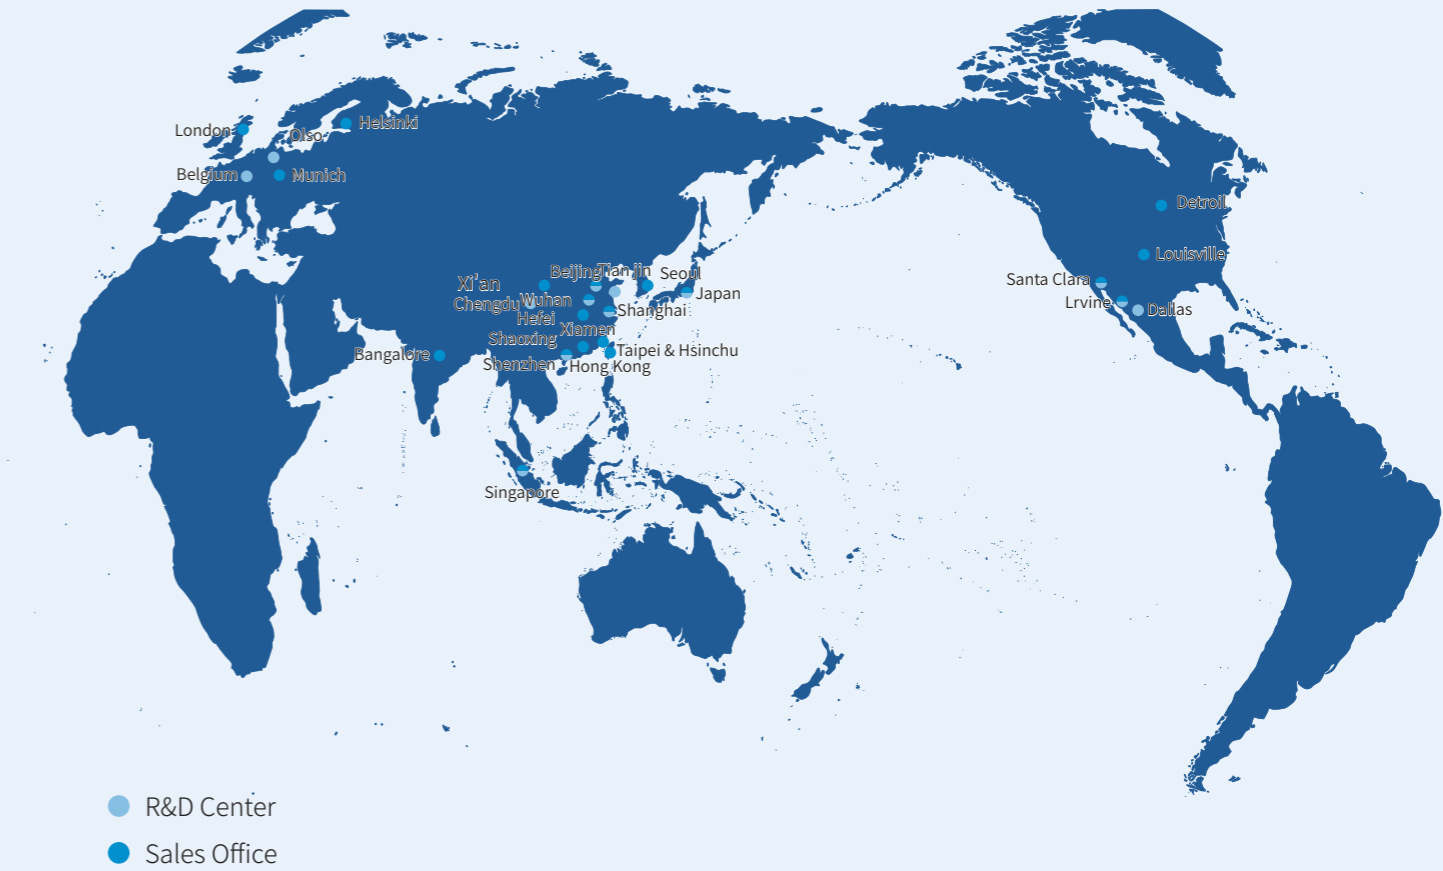 London
Olso
Helsinki
Belgium
Munich
Detroil
Louisville
Santa Clara
Lrvine
Dallas
Xi'an
Beijing
Tianjin
Seoul
Chengdu
Wuhan
Japan
Hefei
Shanghai
Xiamen
Shaoxing
Bangalore
Taipei & Hsinchu
Shenzhen
Hong Kong
Singapore
R&D Center
Sales Office